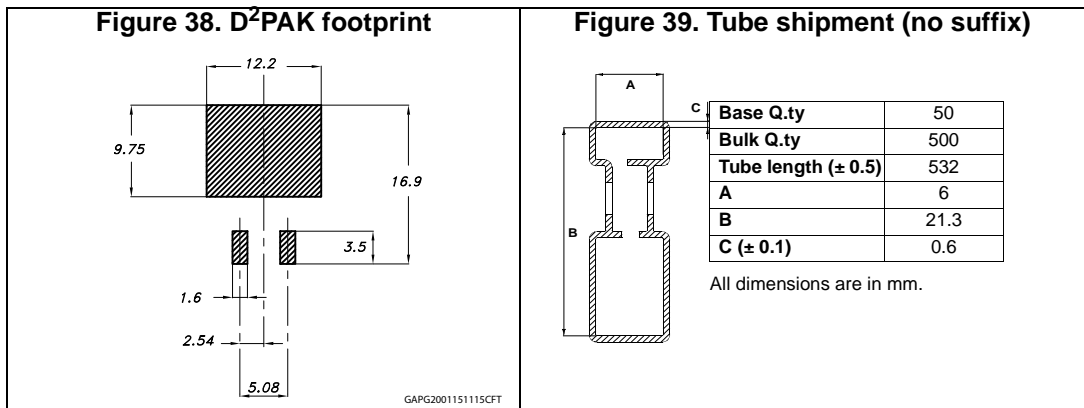 Figure 38. D²PAK footprint
12.2
9.75
16.9
3.5
1.6
2.54
5.08
GAPG2001151115CFT
Figure 39. Tube shipment (no suffix)
A
C
B
Base Q.ty 50
Bulk Q.ty 500
Tube length (± 0.5) 532
A 6
B 21.3
C (± 0.1) 0.6
All dimensions are in mm.